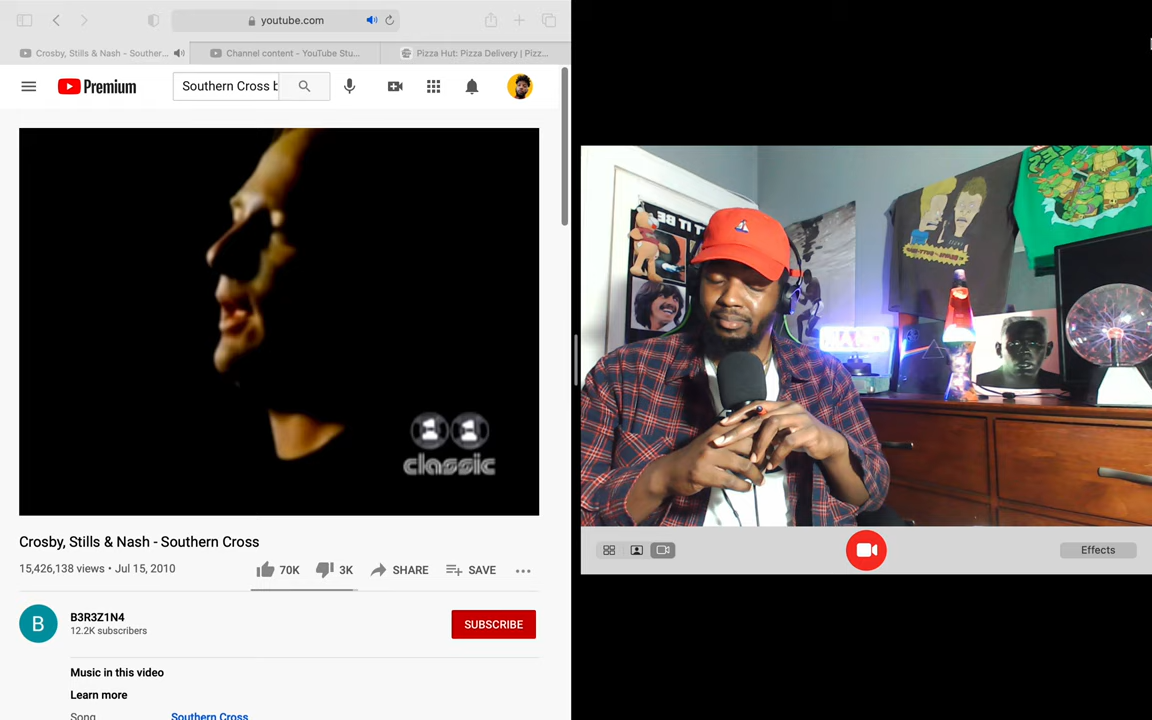 youtube.com
Crosby, Stills & Nash - Souther...
Channel content - YouTube Stu...
Pizza Hut: Pizza Delivery | Pizz...
Premium
Southern Cross b
classic
Crosby, Stills & Nash - Southern Cross
15,426,138 views • Jul 15, 2010
70K
3K
SHARE
SAVE
B
B3R3Z1N4
12.2K subscribers
SUBSCRIBE
Music in this video
Learn more
Song
Southern Cross
Effects